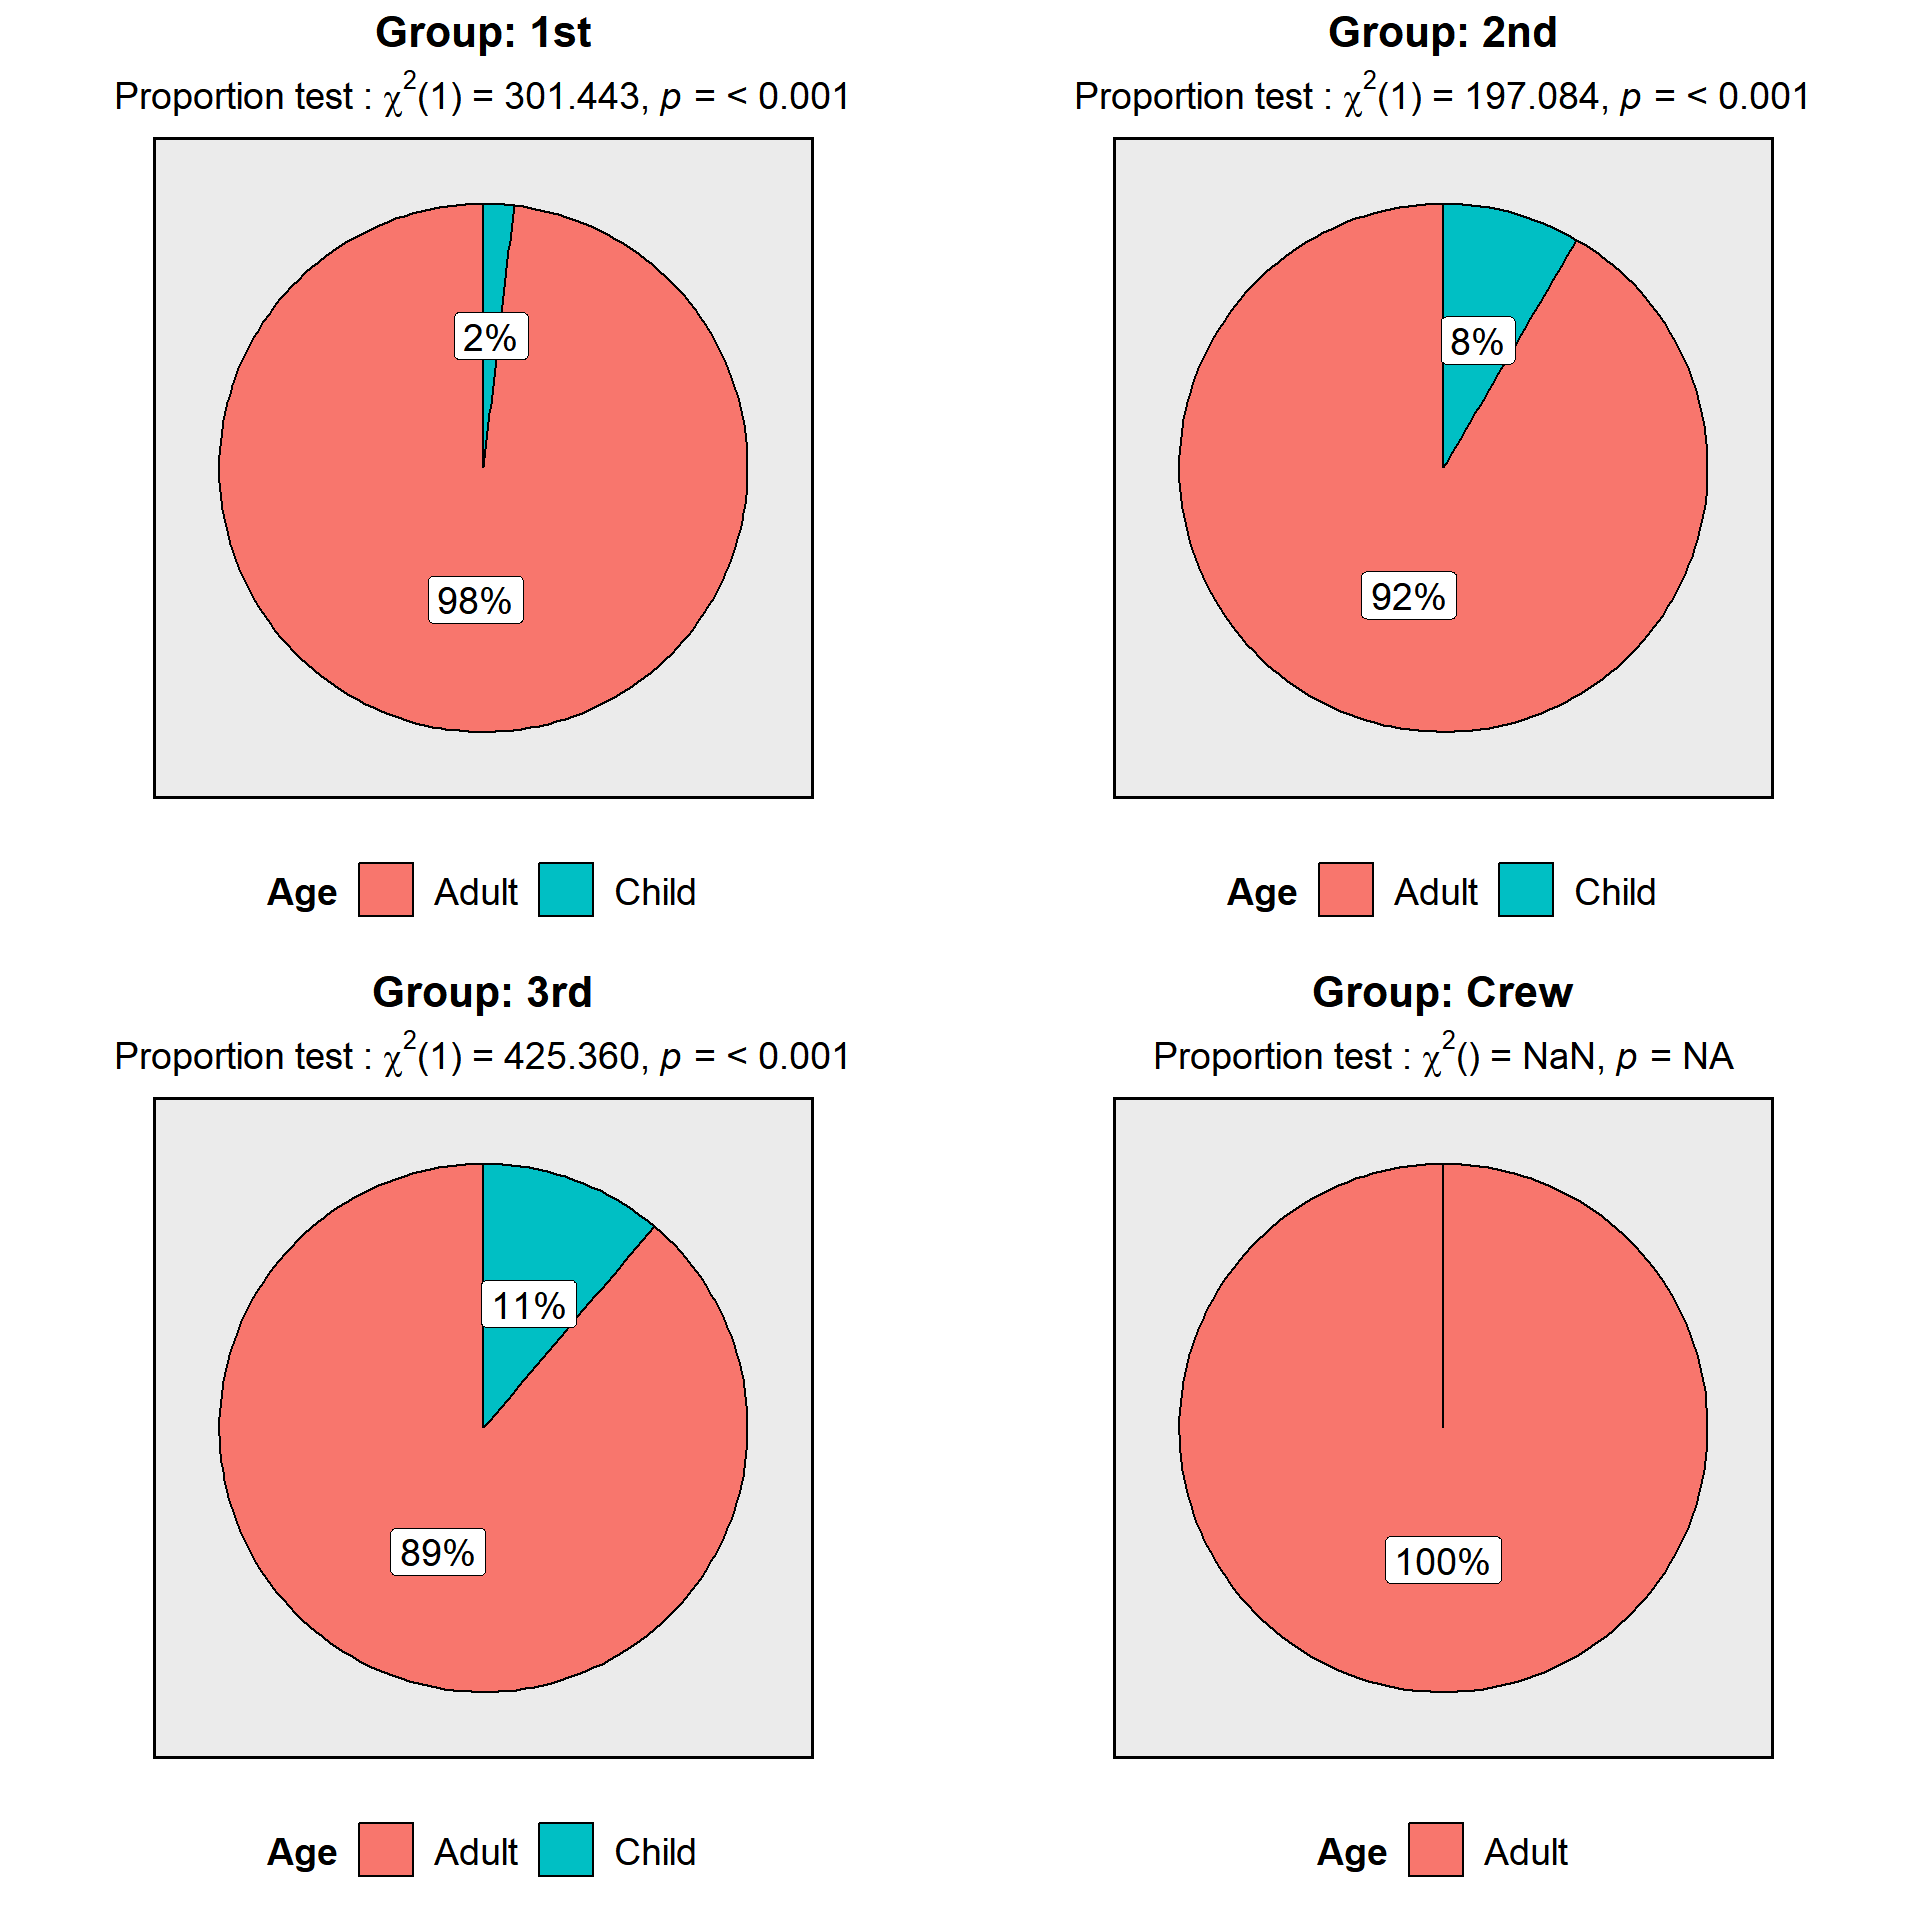 Group: 1st
Proportion test : χ²(1) = 301.443, p = < 0.001
2%
98%
Age Adult Child
Group: 2nd
Proportion test : χ²(1) = 197.084, p = < 0.001
8%
92%
Age Adult Child
Group: 3rd
Proportion test : χ²(1) = 425.360, p = < 0.001
11%
89%
Age Adult Child
Group: Crew
Proportion test : χ²() = NaN, p = NA
100%
Age Adult